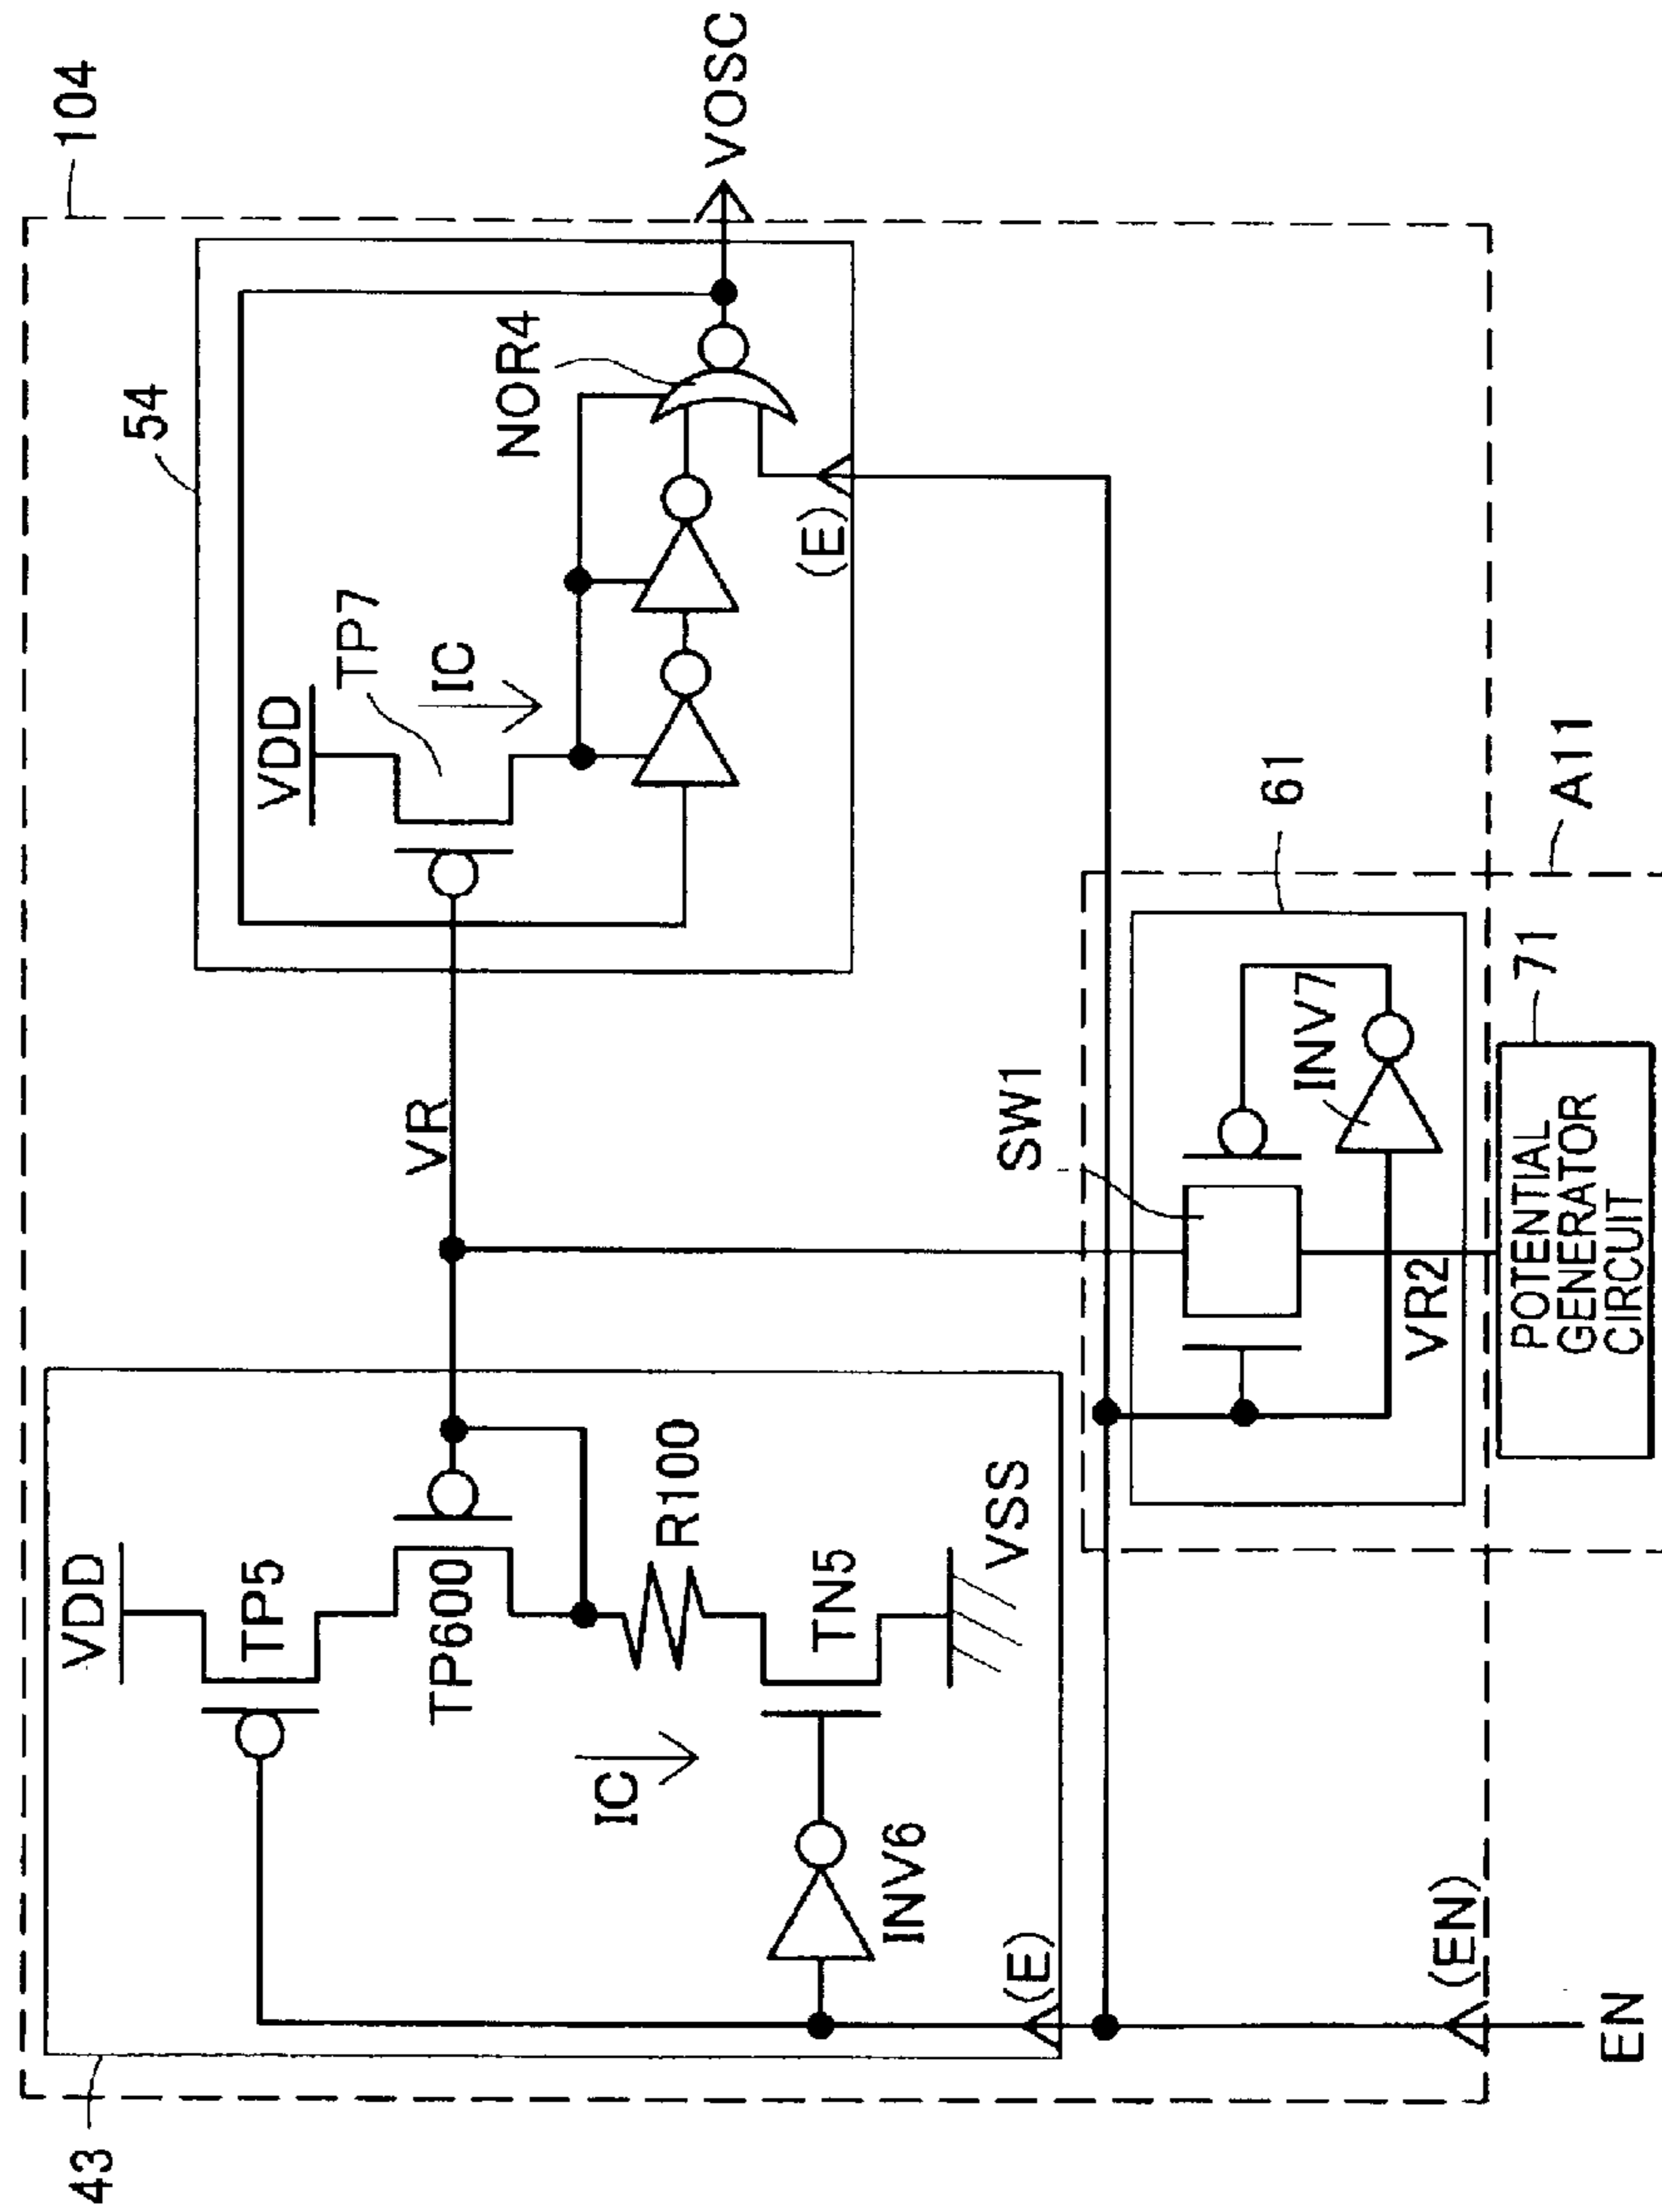 104
54
VDD
TP7
IC
NOR4
VOSC
(E)
VR
43
VDD
TP5
TP600
R100
IC
TN5
INV6
VSS
(E)
(EN)
EN
SW1
INV7
61
A11
VR2
71
POTENTIAL
GENERATOR
CIRCUIT